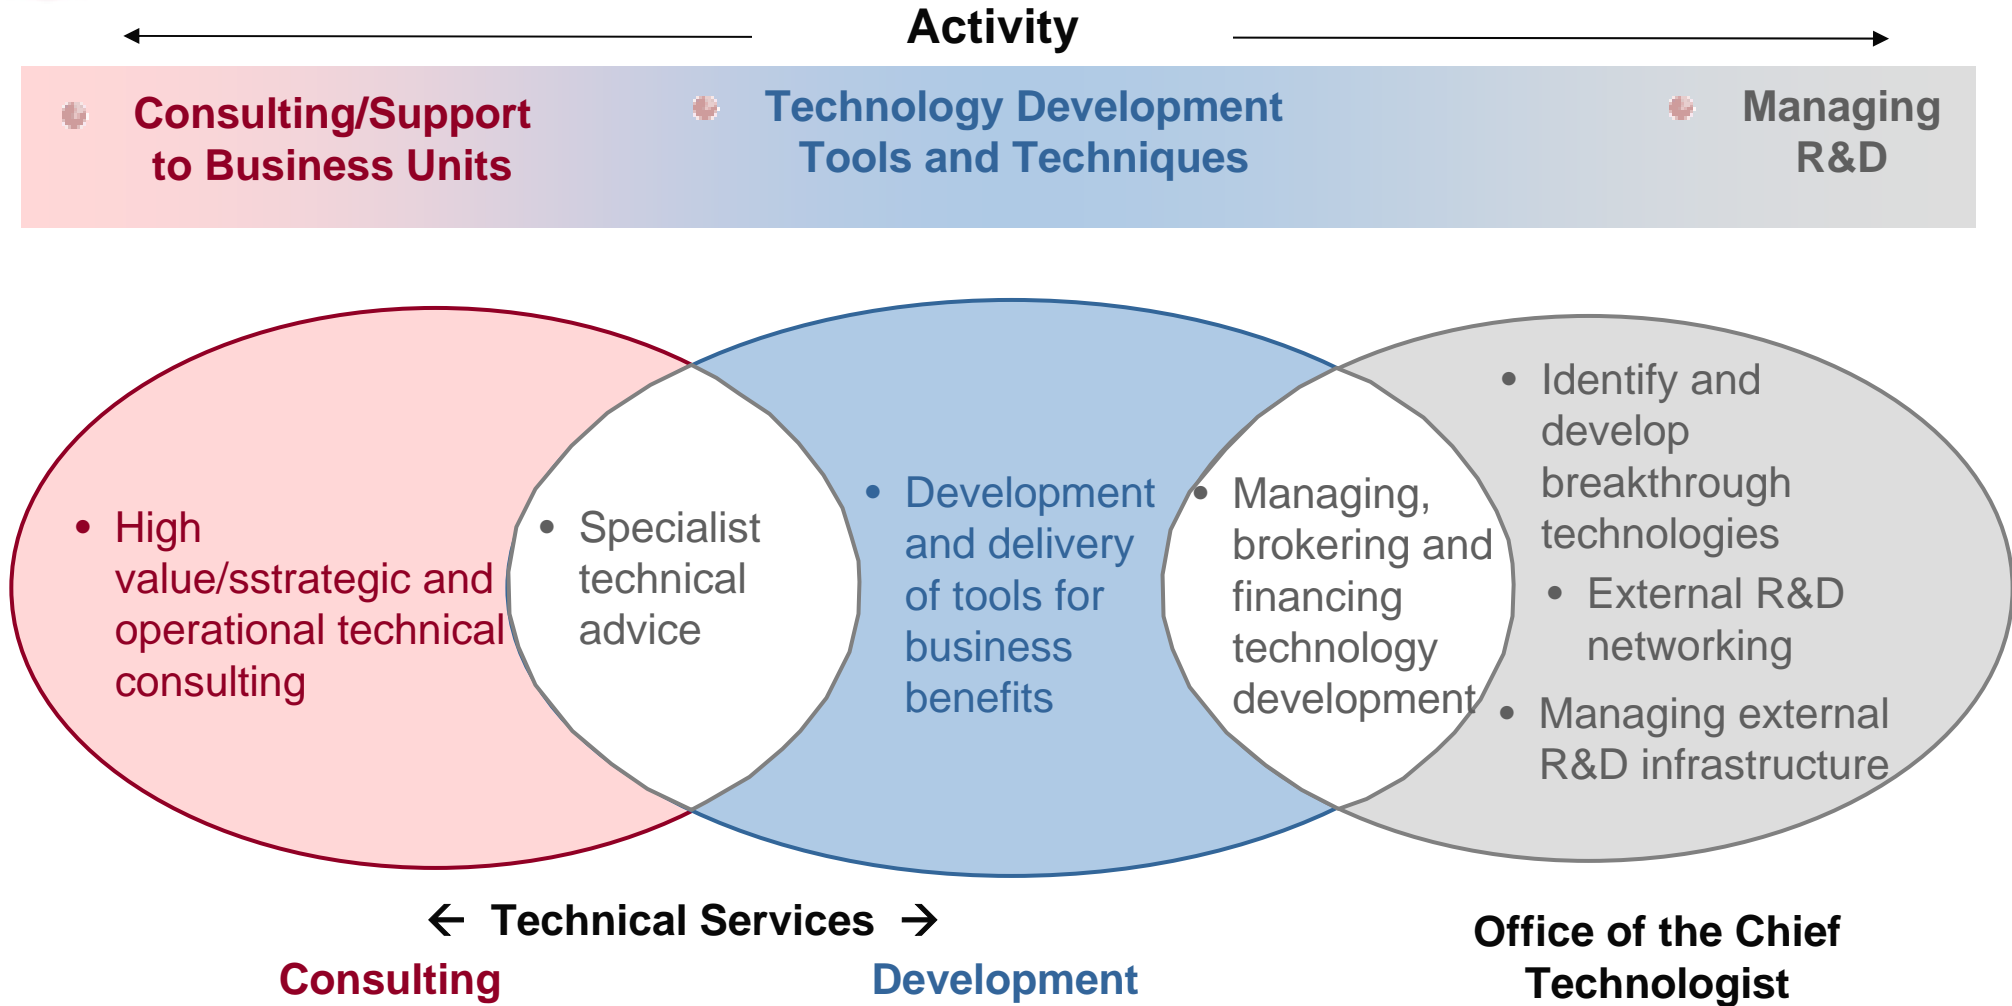 Activity
• Consulting/Support
to Business Units
• Technology Development
Tools and Techniques
• Managing
R&D
• High
value/sstrategic and
operational technical
consulting
• Specialist
technical
advice
• Development
and delivery
of tools for
business
benefits
• Managing,
brokering and
financing
technology
development
• Identify and
develop
breakthrough
technologies
• External R&D
networking
• Managing external
R&D infrastructure
← Technical Services →
Consulting
Development
Office of the Chief
Technologist